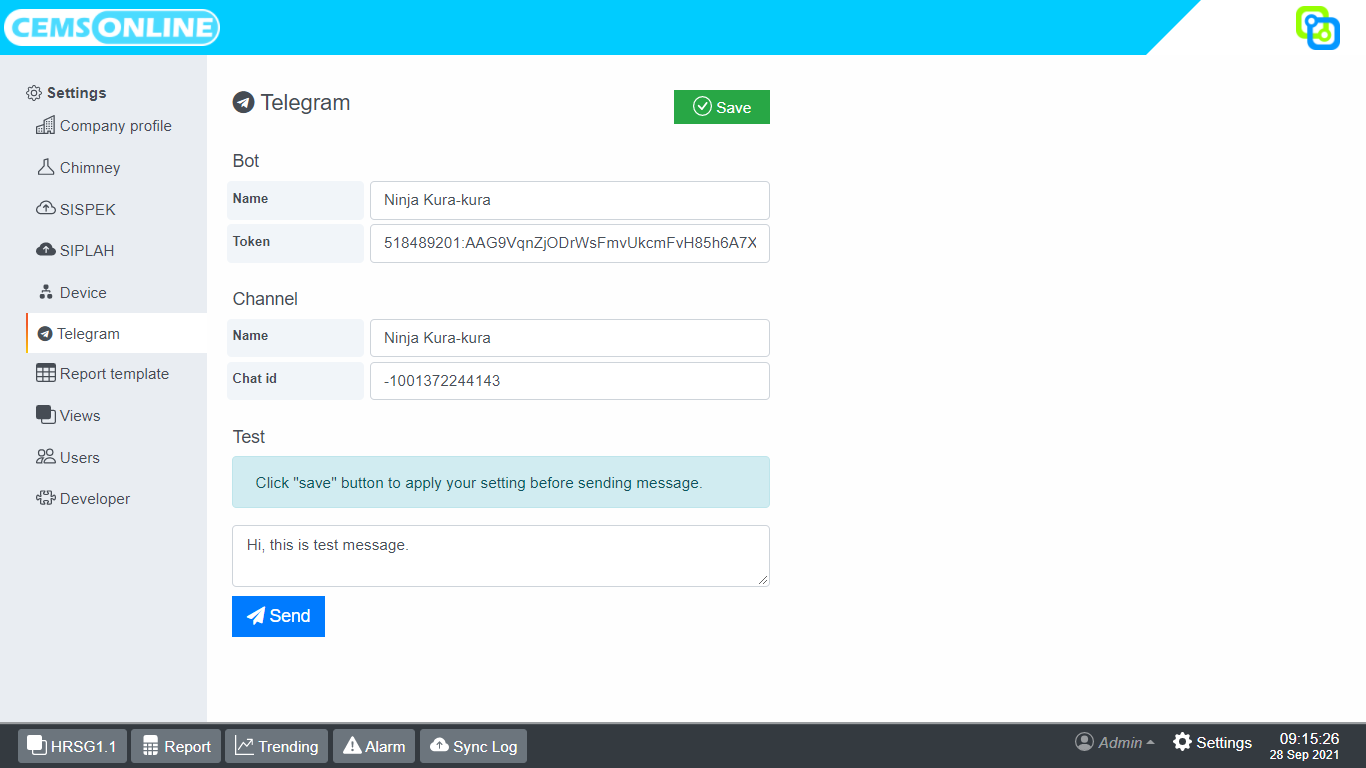 CEMSONLINE
Settings
Company profile
Chimney
SISPEK
SIPLAH
Device
Telegram
Report template
Views
Users
Developer
Telegram
Save
Bot
Name
Ninja Kura-kura
Token
518489201:AAG9VqnZjODrWsFmvUkcmFvH85h6A7X
Channel
Name
Ninja Kura-kura
Chat id
-1001372244143
Test
Click "save" button to apply your setting before sending message.
Hi, this is test message.
Send
HRSG1.1
Report
Trending
Alarm
Sync Log
Admin
Settings
09:15:26
28 Sep 2021